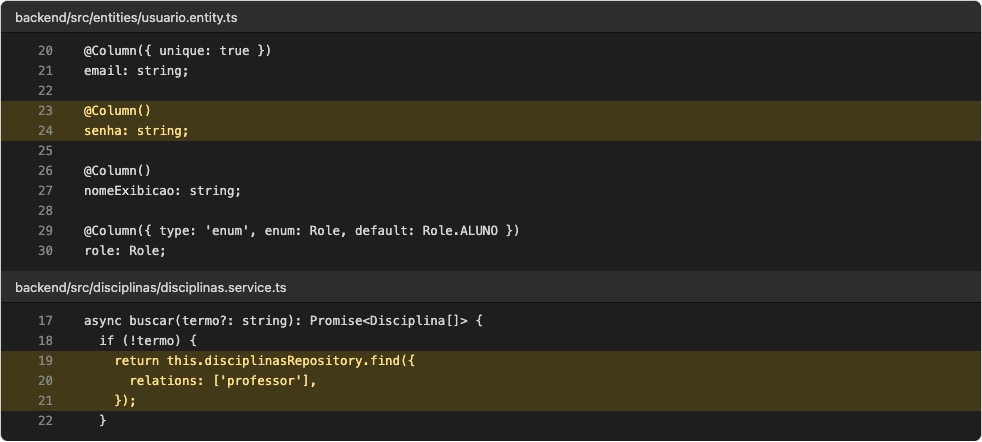 backend/src/entities/usuario.entity.ts
20 @Column({ unique: true })
21 email: string;
22
23 @Column()
24 senha: string;
25
26 @Column()
27 nomeExibicao: string;
28
29 @Column({ type: 'enum', enum: Role, default: Role.ALUNO })
30 role: Role;
backend/src/disciplinas/disciplinas.service.ts
17 async buscar(termo?: string): Promise<Disciplina[]> {
18 if (!termo) {
19 return this.disciplinasRepository.find({
20 relations: ['professor'],
21 });
22 }